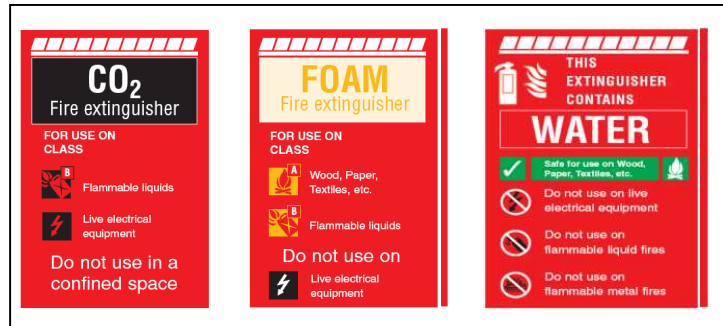 CO₂
Fire extinguisher
FOR USE ON
CLASS
B
Flammable liquids
Live electrical
equipment
Do not use in a
confined space
FOAM
Fire extinguisher
FOR USE ON
CLASS
A
Wood, Paper,
Textiles, etc.
B
Flammable liquids
Do not use on
Live electrical
equipment
THIS
EXTINGUISHER
CONTAINS
WATER
Safe for use on Wood,
Paper, Textiles, etc.
Do not use on live
electrical equipment
Do not use on
flammable liquid fires
Do not use on
flammable metal fires